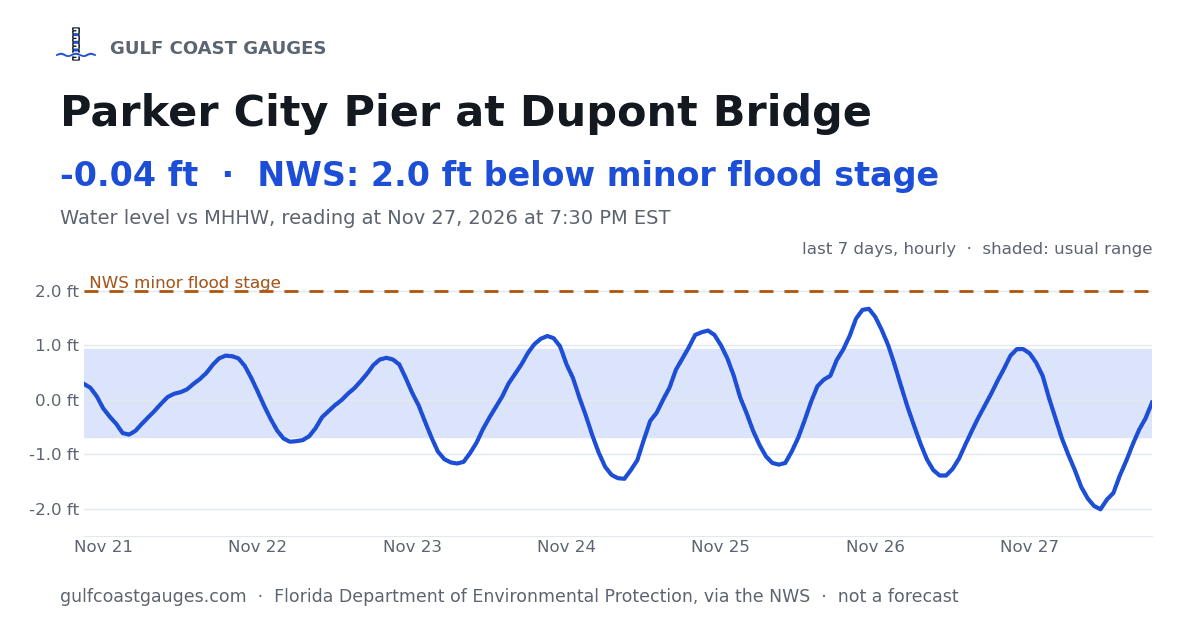 GULF COAST GAUGES
Parker City Pier at Dupont Bridge
-0.04 ft · NWS: 2.0 ft below minor flood stage
Water level vs MHHW, reading at Nov 27, 2026 at 7:30 PM EST
last 7 days, hourly · shaded: usual range
NWS minor flood stage
2.0 ft
1.0 ft
0.0 ft
-1.0 ft
-2.0 ft
Nov 21 Nov 22 Nov 23 Nov 24 Nov 25 Nov 26 Nov 27
gulfcoastgauges.com · Florida Department of Environmental Protection, via the NWS · not a forecast